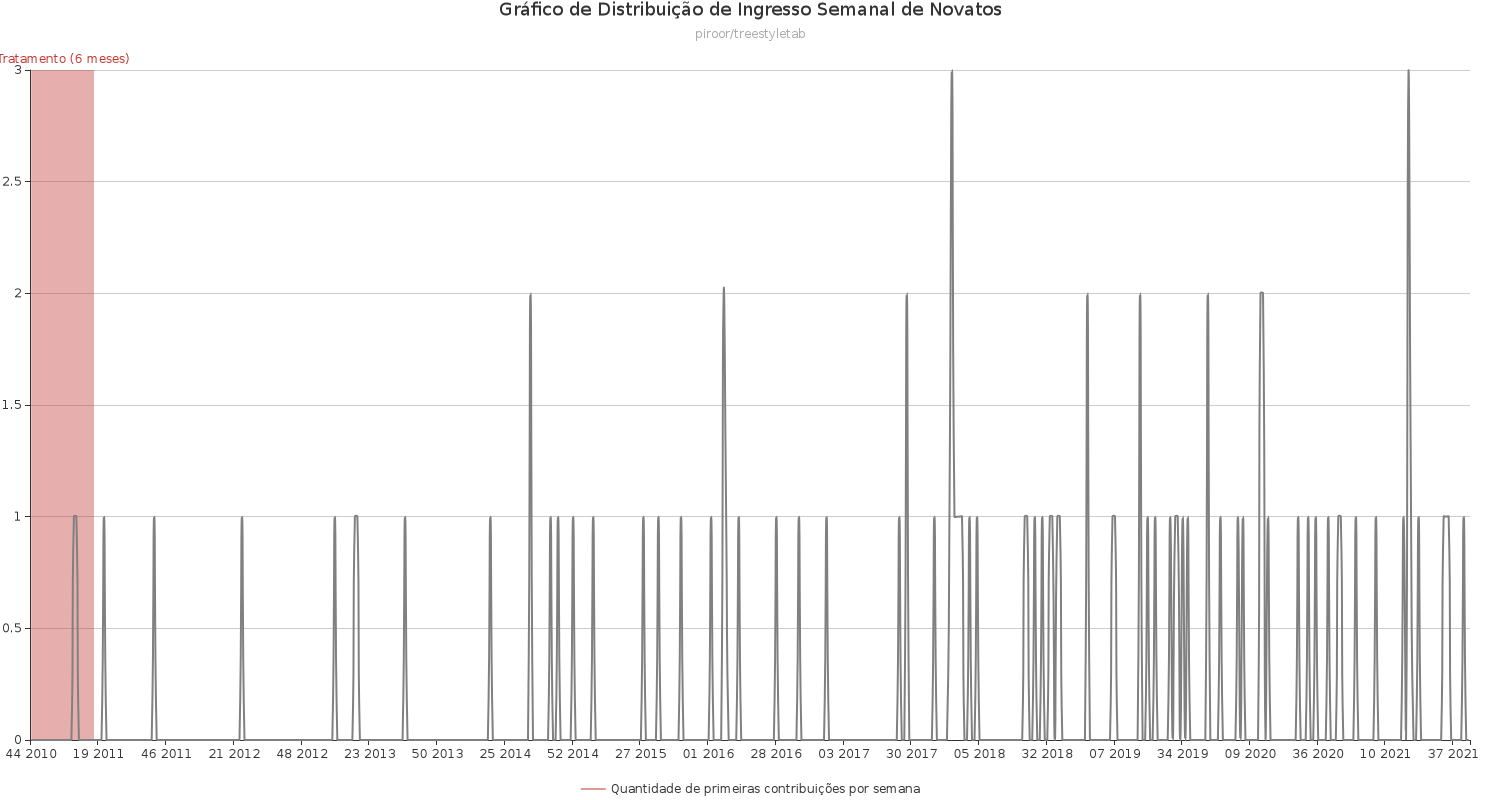 Gráfico de Distribuição de Ingresso Semanal de Novatos
piroor/treestyletab
Tratamento (6 meses)
3
2.5
2
1.5
1
0.5
0
44 2010 19 2011 46 2011 21 2012 48 2012 23 2013 50 2013 25 2014 52 2014 27 2015 01 2016 28 2016 03 2017 30 2017 05 2018 32 2018 07 2019 34 2019 09 2020 36 2020 10 2021 37 2021
Quantidade de primeiras contribuições por semana